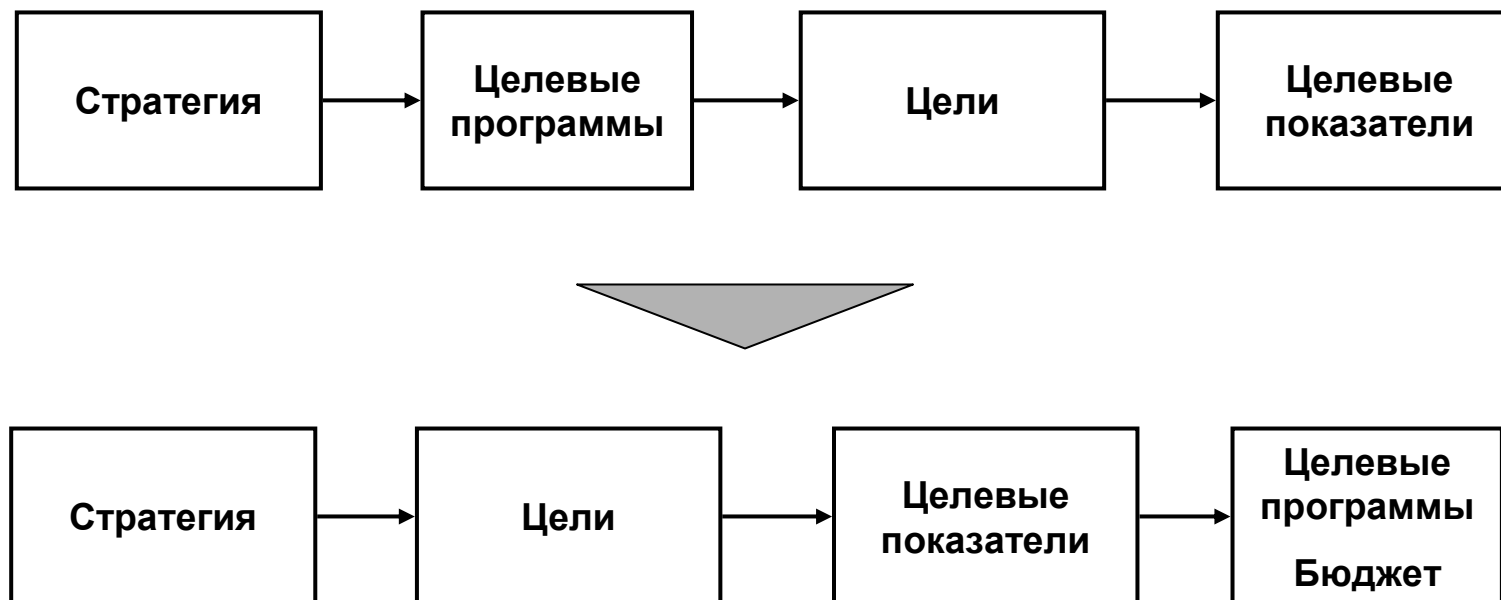 Стратегия
Целевые
программы
Цели
Целевые
показатели
Стратегия
Цели
Целевые
показатели
Целевые
программы
Бюджет